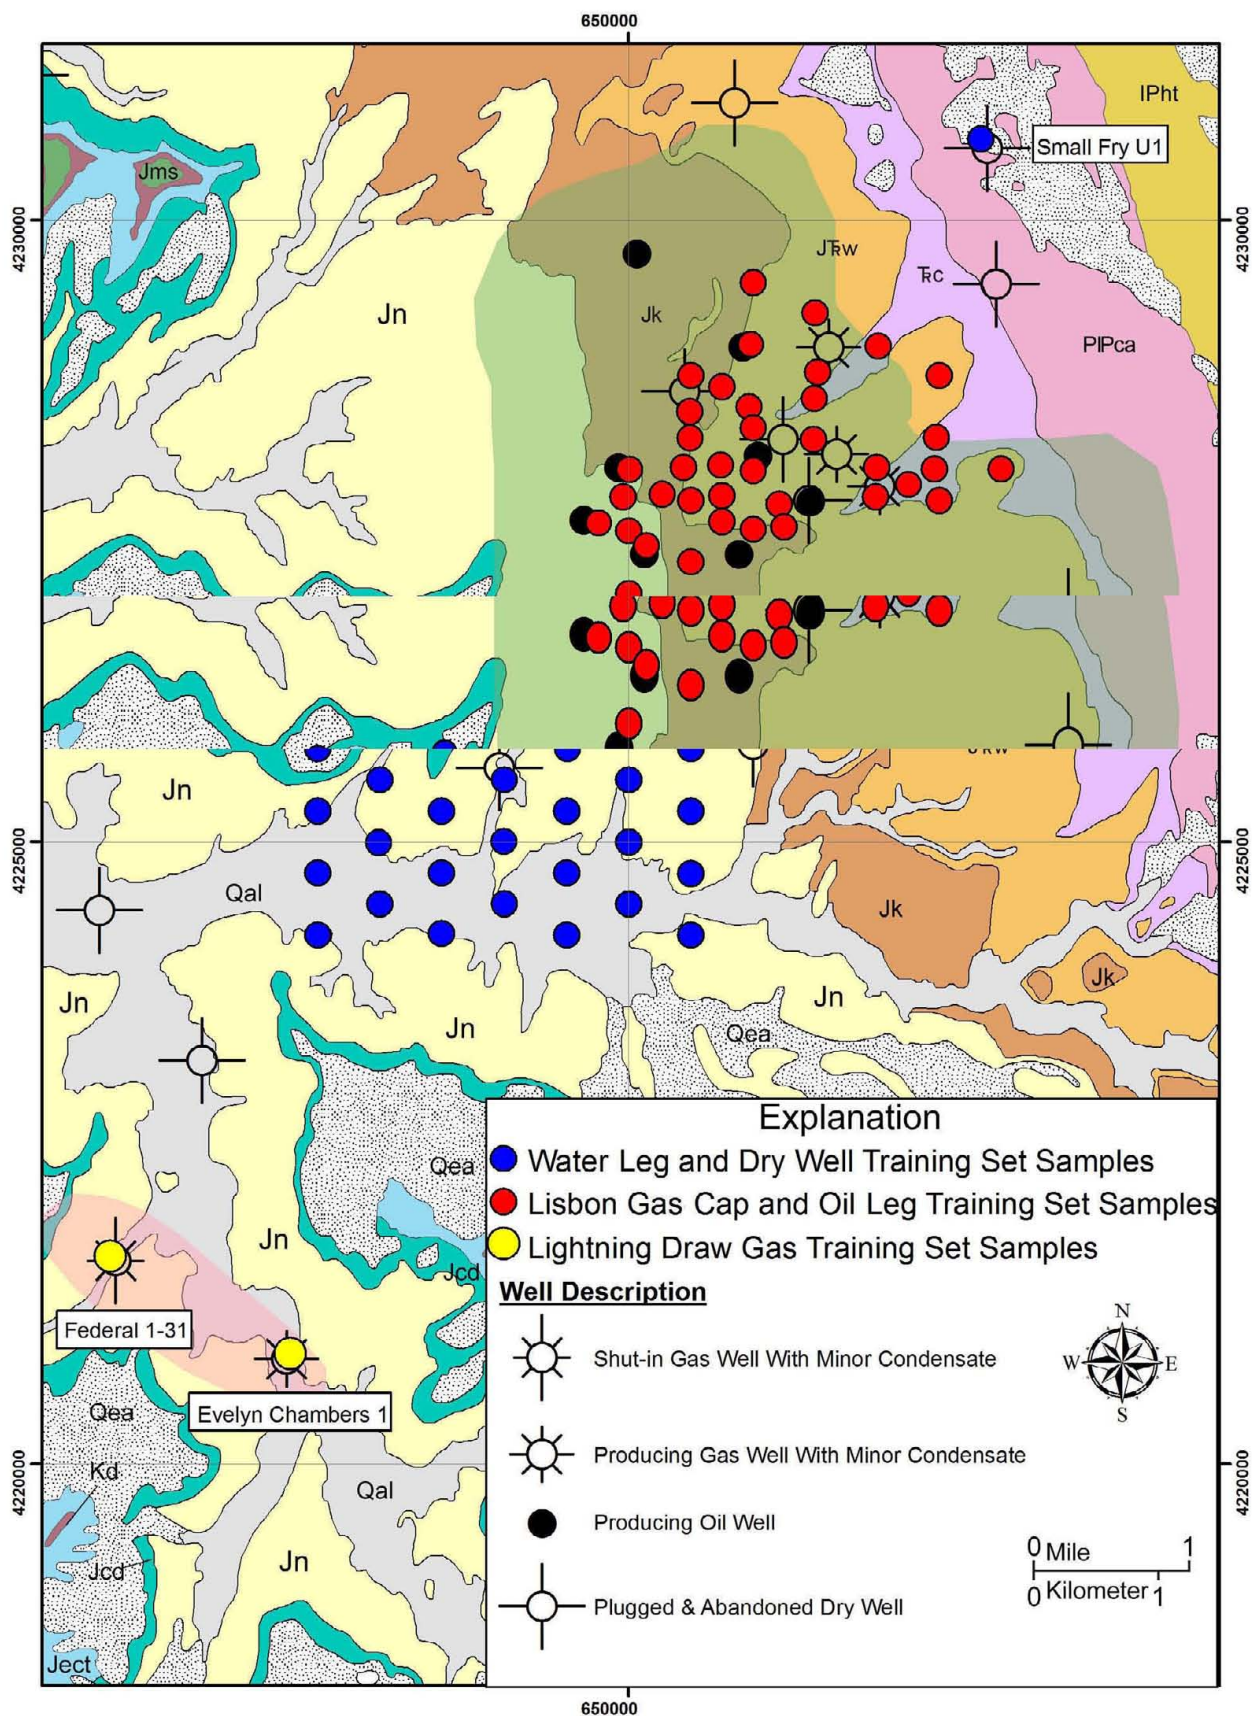 650000
IPht
Small Fry U1
Jms
4230000
4230000
JTRw
TRc
Jn
Jk
PIPca
Jn
4225000
4225000
Qal
Jk
Jk
Jn
Jn
Jn
Qea
Explanation
Water Leg and Dry Well Training Set Samples
Qea
Lisbon Gas Cap and Oil Leg Training Set Samples
Jn
Lightning Draw Gas Training Set Samples
Jcd
Well Description
Federal 1-31
N
Shut-in Gas Well With Minor Condensate
W E
S
Qea
Evelyn Chambers 1
Producing Gas Well With Minor Condensate
Kd
4220000
4220000
Qal
Producing Oil Well
0 Mile 1
Jn
Jcd
0 Kilometer 1
Plugged & Abandoned Dry Well
Ject
650000